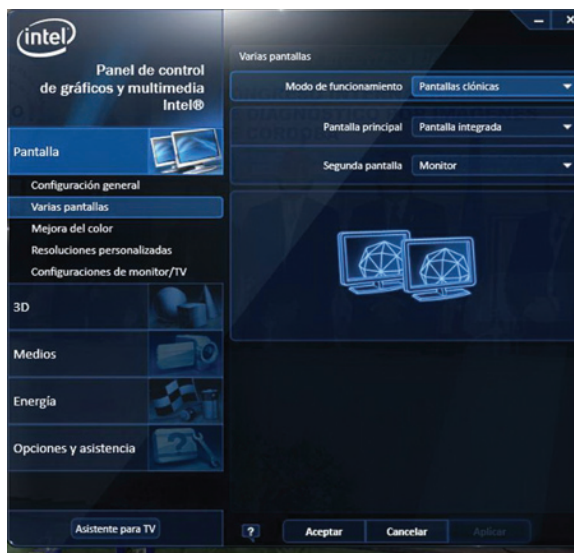 intel
Panel de control
de gráficos y multimedia
Intel®
Pantalla
Configuración general
Varias pantallas
Mejora del color
Resoluciones personalizadas
Configuraciones de monitor/TV
3D
Medios
Energía
Opciones y asistencia
Asistente para TV
Varias pantallas
Modo de funcionamiento Pantallas clónicas
Pantalla principal Pantalla integrada
Segunda pantalla Monitor
? Aceptar Cancelar Aplicar